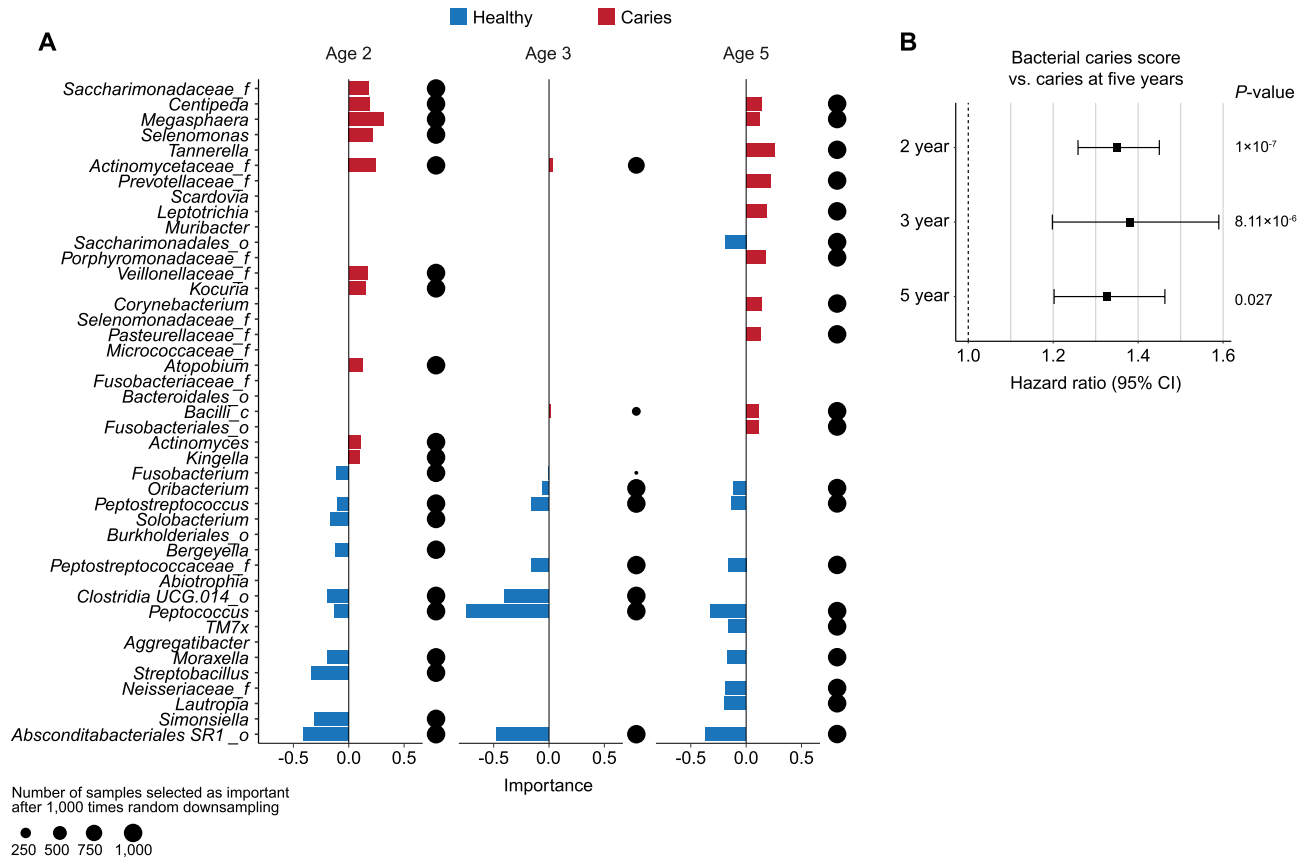 Healthy Caries
A
Age 2 Age 3 Age 5
Saccharimonadaceae_f
Centipeda
Megasphaera
Selenomonas
Tannerella
Actinomycetaceae_f
Prevotellaceae_f
Scardovia
Leptotrichia
Muribacter
Saccharimonadales_o
Porphyromonadaceae_f
Veillonellaceae_f
Kocuria
Corynebacterium
Selenomonadaceae_f
Pasteurellaceae_f
Micrococcaceae_f
Atopobium
Fusobacteriaceae_f
Bacteroidales_o
Bacilli_c
Fusobacteriales_o
Actinomyces
Kingella
Fusobacterium
Oribacterium
Peptostreptococcus
Solobacterium
Burkholderiales_o
Bergeyella
Peptostreptococcaceae_f
Abiotrophia
Clostridia UCG.014_o
Peptococcus
TM7x
Aggregatibacter
Moraxella
Streptobacillus
Neisseriaceae_f
Lautropia
Simonsiella
Absconditabacteriales SR1 _o
-0.5 0.0 0.5 -0.5 0.0 0.5 -0.5 0.0 0.5
Importance
Number of samples selected as important
after 1,000 times random downsampling
250 500 750 1,000
B
Bacterial caries score
vs. caries at five years
P-value
2 year 1×10⁻⁷
3 year 8.11×10⁻⁶
5 year 0.027
1.0 1.2 1.4 1.6
Hazard ratio (95% CI)